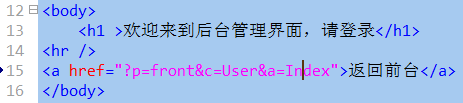 12 <body>
13 <h1 >欢迎来到后台管理界面，请登录</h1>
14 <hr />
15 <a href="?p=front&c=User&a=Index">返回前台</a>
16 </body>